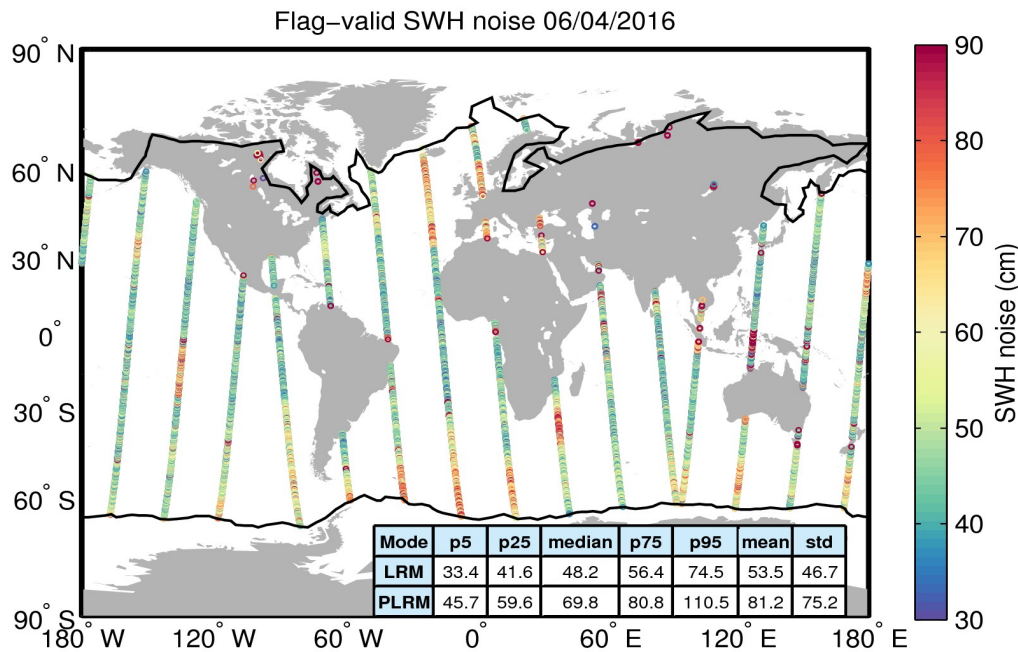 Flag−valid SWH noise 06/04/2016
90° N
60° N
30° N
0°
30° S
60° S
90° S
180° W
120° W
60° W
0°
60° E
120° E
180° E
Mode p5 p25 median p75 p95 mean std
LRM 33.4 41.6 48.2 56.4 74.5 53.5 46.7
PLRM 45.7 59.6 69.8 80.8 110.5 81.2 75.2
90
80
70
60
50
40
30
SWH noise (cm)